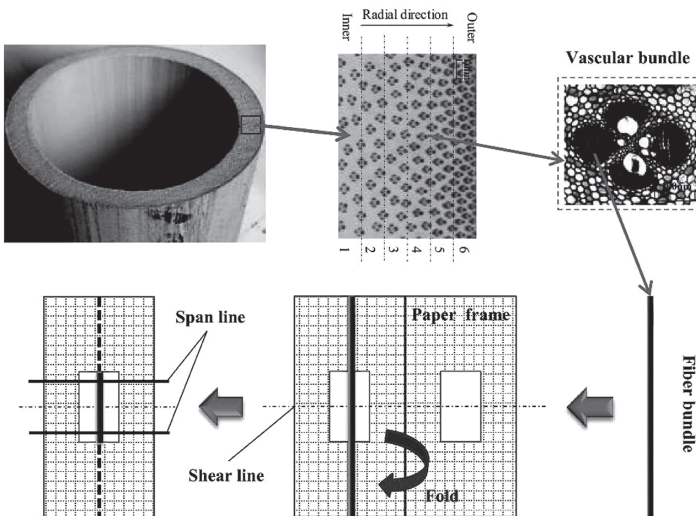 Radial direction
Inner
Outer
Vascular bundle
1
2
3
4
5
6
Span line
Paper frame
Fiber bundle
Shear line
Fold